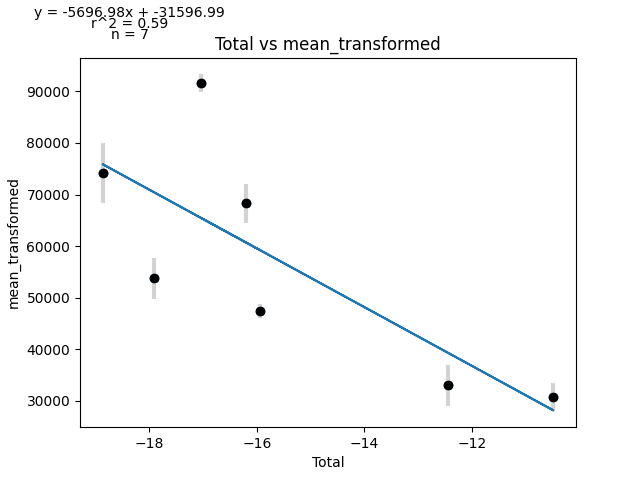 y = -5696.98x + -31596.99
r^2 = 0.59
n = 7
Total vs mean_transformed
mean_transformed
90000
80000
70000
60000
50000
40000
30000
−18
−16
−14
−12
Total